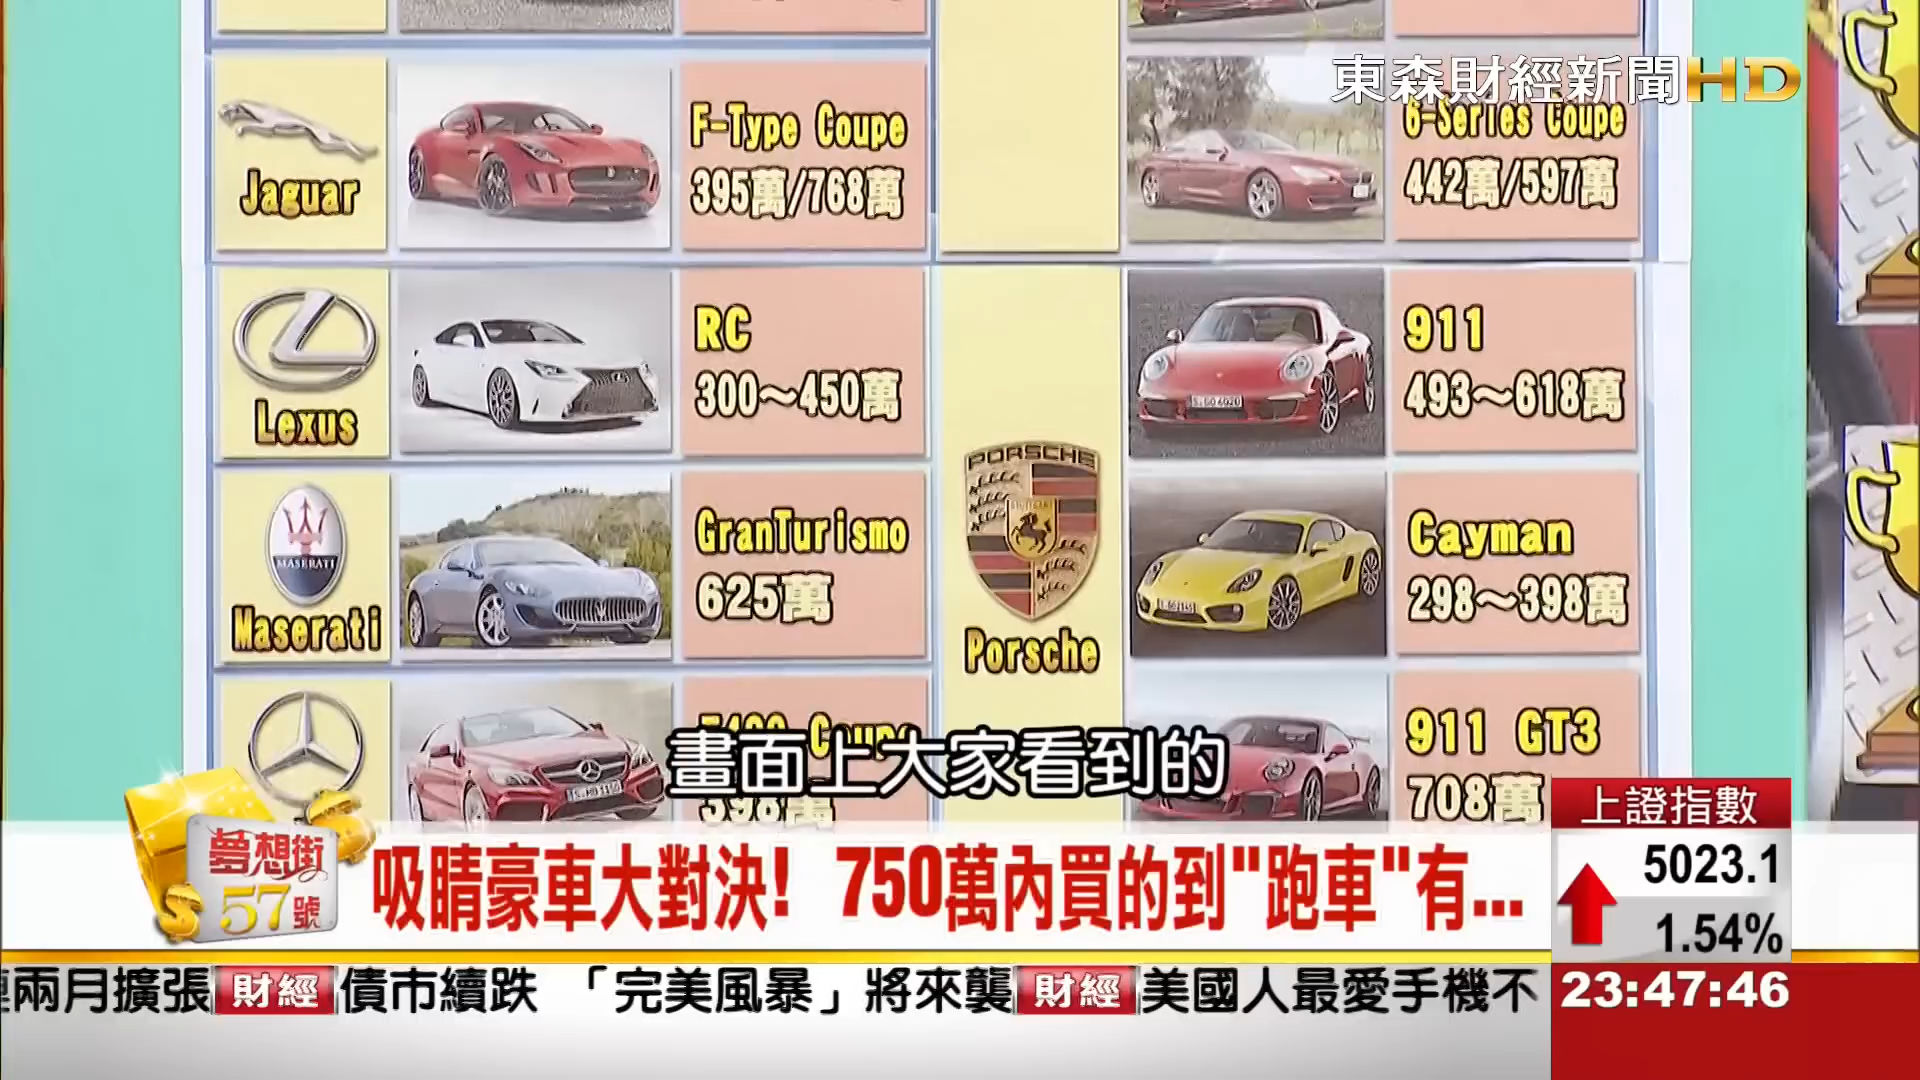 東森財經新聞HD
Jaguar
F-Type Coupe
395萬/768萬
6-Series Coupe
442萬/597萬
Lexus
RC
300～450萬
911
493～618萬
MASERATI
Maserati
GranTurismo
625萬
PORSCHE
Porsche
Cayman
298～398萬
Coupe
398萬
911 GT3
708萬
畫面上大家看到的
夢想街
57號
吸睛豪車大對決! 750萬內買的到"跑車"有...
上證指數
5023.1
1.54%
兩月擴張 財經 債市續跌 「完美風暴」將來襲 財經 美國人最愛手機不
23:47:46